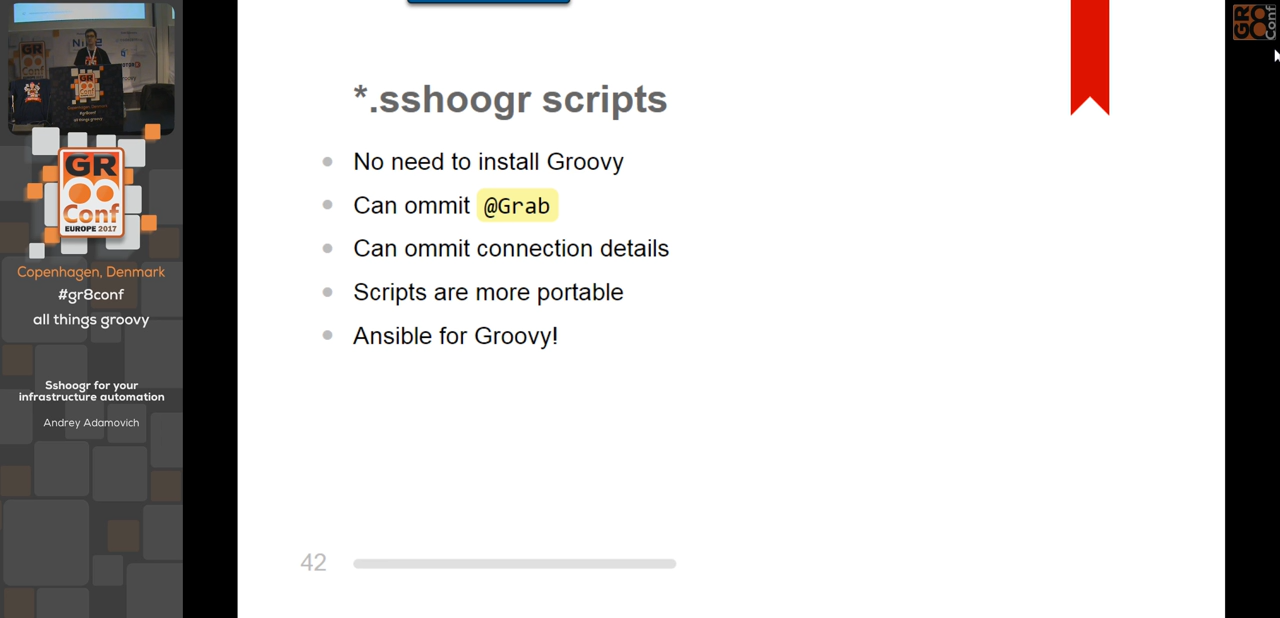 GR
Conf
EUROPE 2017
Copenhagen, Denmark
#gr8conf
all things groovy
Sshoogr for your
infrastructure automation
Andrey Adamovich
*.sshoogr scripts
No need to install Groovy
Can ommit @Grab
Can ommit connection details
Scripts are more portable
Ansible for Groovy!
42
GR
Conf